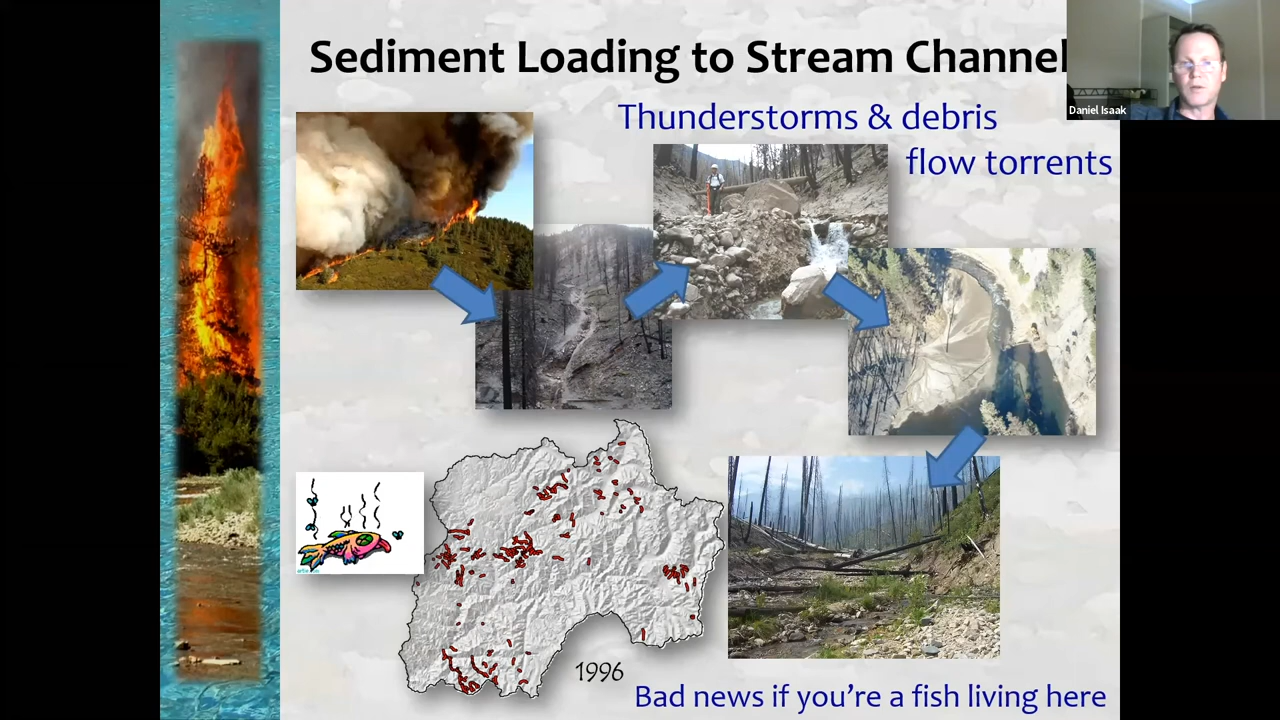 Sediment Loading to Stream Channel
Daniel Isaak
Thunderstorms & debris
flow torrents
1996
Bad news if you're a fish living here